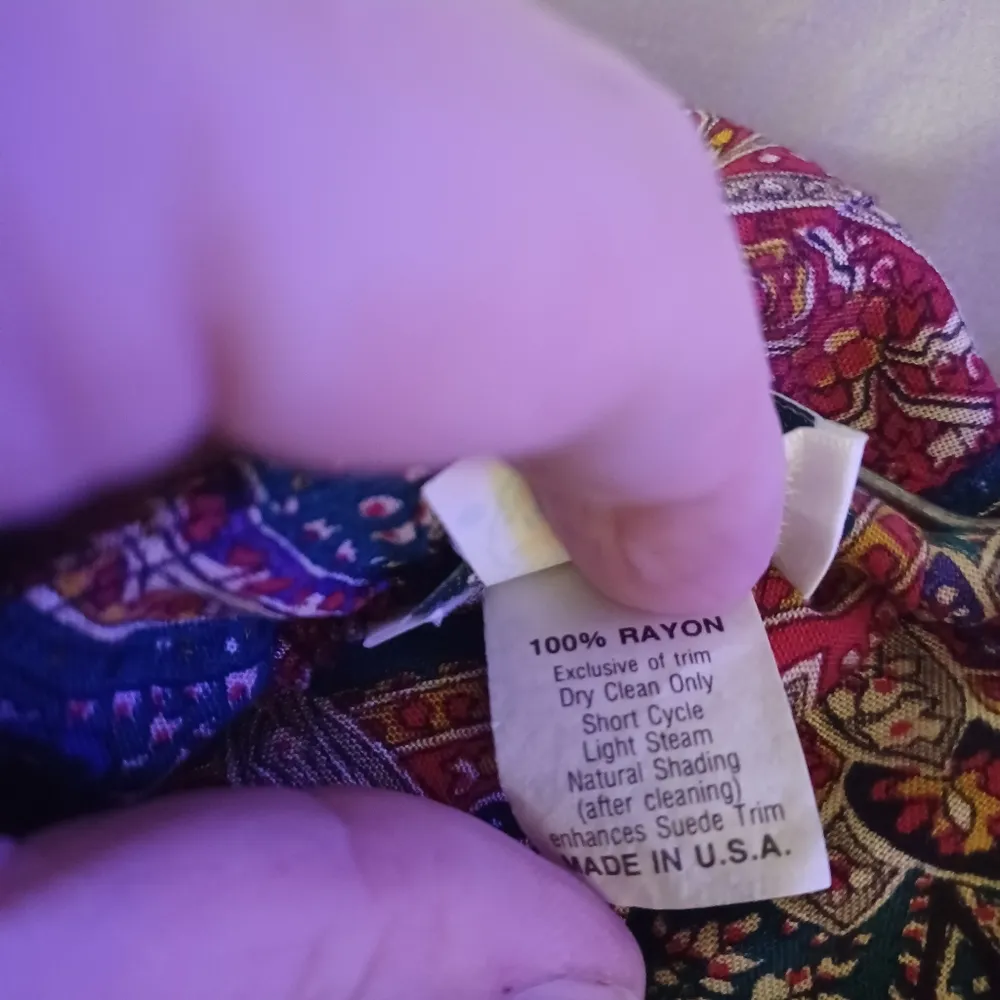 100% RAYON
Exclusive of trim
Dry Clean Only
Short Cycle
Light Steam
Natural Shading
(after cleaning)
enhances Suede Trim
MADE IN U.S.A.